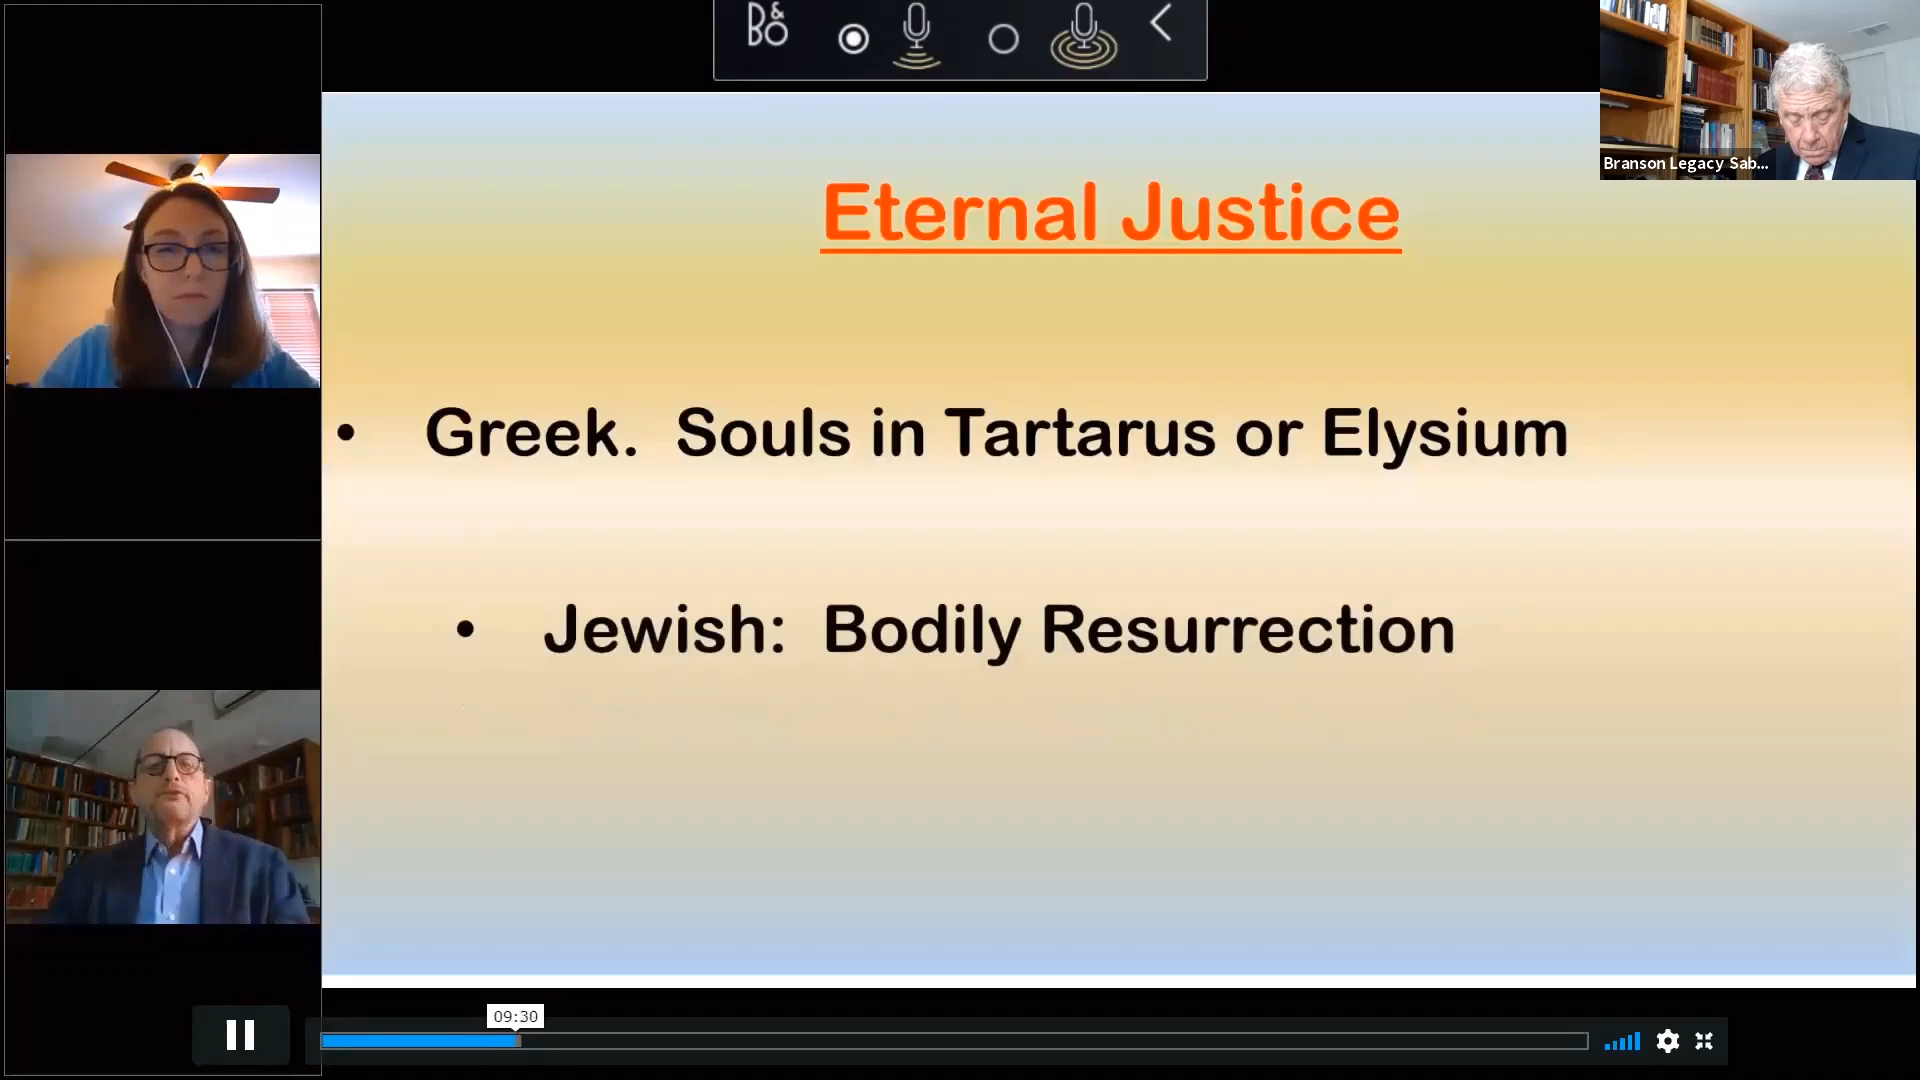 B&O
Branson Legacy Sab...
Eternal Justice
• Greek. Souls in Tartarus or Elysium
• Jewish: Bodily Resurrection
09:30